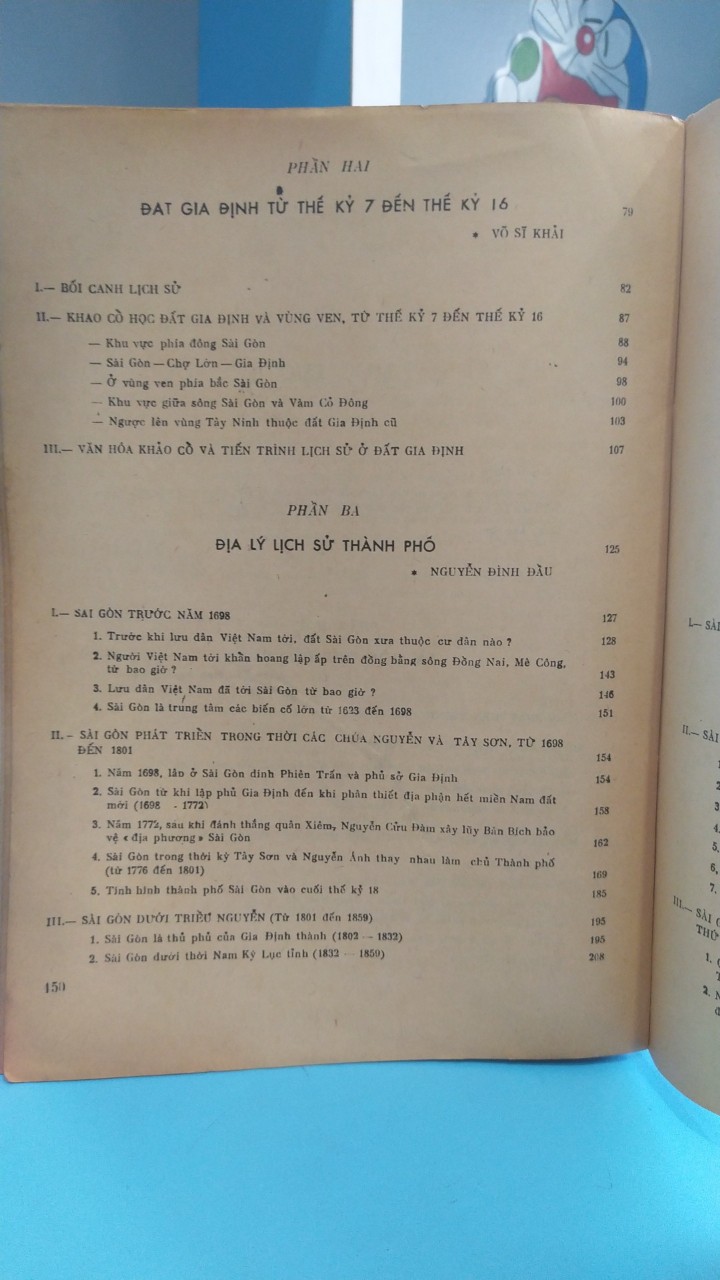 PHẦN HAI
ĐẤT GIA ĐỊNH TỪ THẾ KỶ 7 ĐẾN THẾ KỶ 16 79
* VÕ SĨ KHẢI
I.— BỐI CẢNH LỊCH SỬ 82
II.— KHẢO CỔ HỌC ĐẤT GIA ĐỊNH VÀ VÙNG VEN, TỪ THẾ KỶ 7 ĐẾN THẾ KỶ 16 87
— Khu vực phía đông Sài Gòn 88
— Sài Gòn — Chợ Lớn — Gia Định 94
— Ở vùng ven phía bắc Sài Gòn 98
— Khu vực giữa sông Sài Gòn và Vàm Cỏ Đông 100
— Ngược lên vùng Tây Ninh thuộc đất Gia Định cũ 103
III.— VĂN HÓA KHẢO CỔ VÀ TIẾN TRÌNH LỊCH SỬ Ở ĐẤT GIA ĐỊNH 107
PHẦN BA
ĐỊA LÝ LỊCH SỬ THÀNH PHỐ 125
* NGUYỄN ĐÌNH ĐẦU
I.— SÀI GÒN TRƯỚC NĂM 1698 127
1. Trước khi lưu dân Việt Nam tới, đất Sài Gòn xưa thuộc cư dân nào ? 128
2. Người Việt Nam tới khẩn hoang lập ấp trên đồng bằng sông Đồng Nai, Mê Công,
từ bao giờ ? 143
3. Lưu dân Việt Nam đã tới Sài Gòn từ bao giờ ? 146
4. Sài Gòn là trung tâm các biến cố lớn từ 1623 đến 1698 151
II.- SÀI GÒN PHÁT TRIỂN TRONG THỜI CÁC CHÚA NGUYỄN VÀ TÂY SƠN, TỪ 1698
ĐẾN 1801 154
1. Năm 1698, lập ở Sài Gòn dinh Phiên Trấn và phủ sở Gia Định 154
2. Sài Gòn từ khi lập phủ Gia Định đến khi phân thiết địa phận hết miền Nam đất
mới (1698 - 1772) 158
3. Năm 1772, sau khi đánh thắng quân Xiêm, Nguyễn Cửu Đàm xây lũy Bán Bích bảo
vệ « địa phương » Sài Gòn 162
4. Sài Gòn trong thời kỳ Tây Sơn và Nguyễn Ánh thay nhau làm chủ Thành phố
(từ 1776 đến 1801) 169
5. Tình hình thành phố Sài Gòn vào cuối thế kỷ 18 185
III.— SÀI GÒN DƯỚI TRIỀU NGUYỄN (Từ 1801 đến 1859) 195
1. Sài Gòn là thủ phủ của Gia Định thành (1802 — 1832) 195
2. Sài Gòn dưới thời Nam Kỳ Lục tỉnh (1832 — 1859) 208
450
I.— SÀI
II.— SÀI
1
2
3.
4.
5.
6,
7.
III.— SÀI G
THỨ
1.
2. N